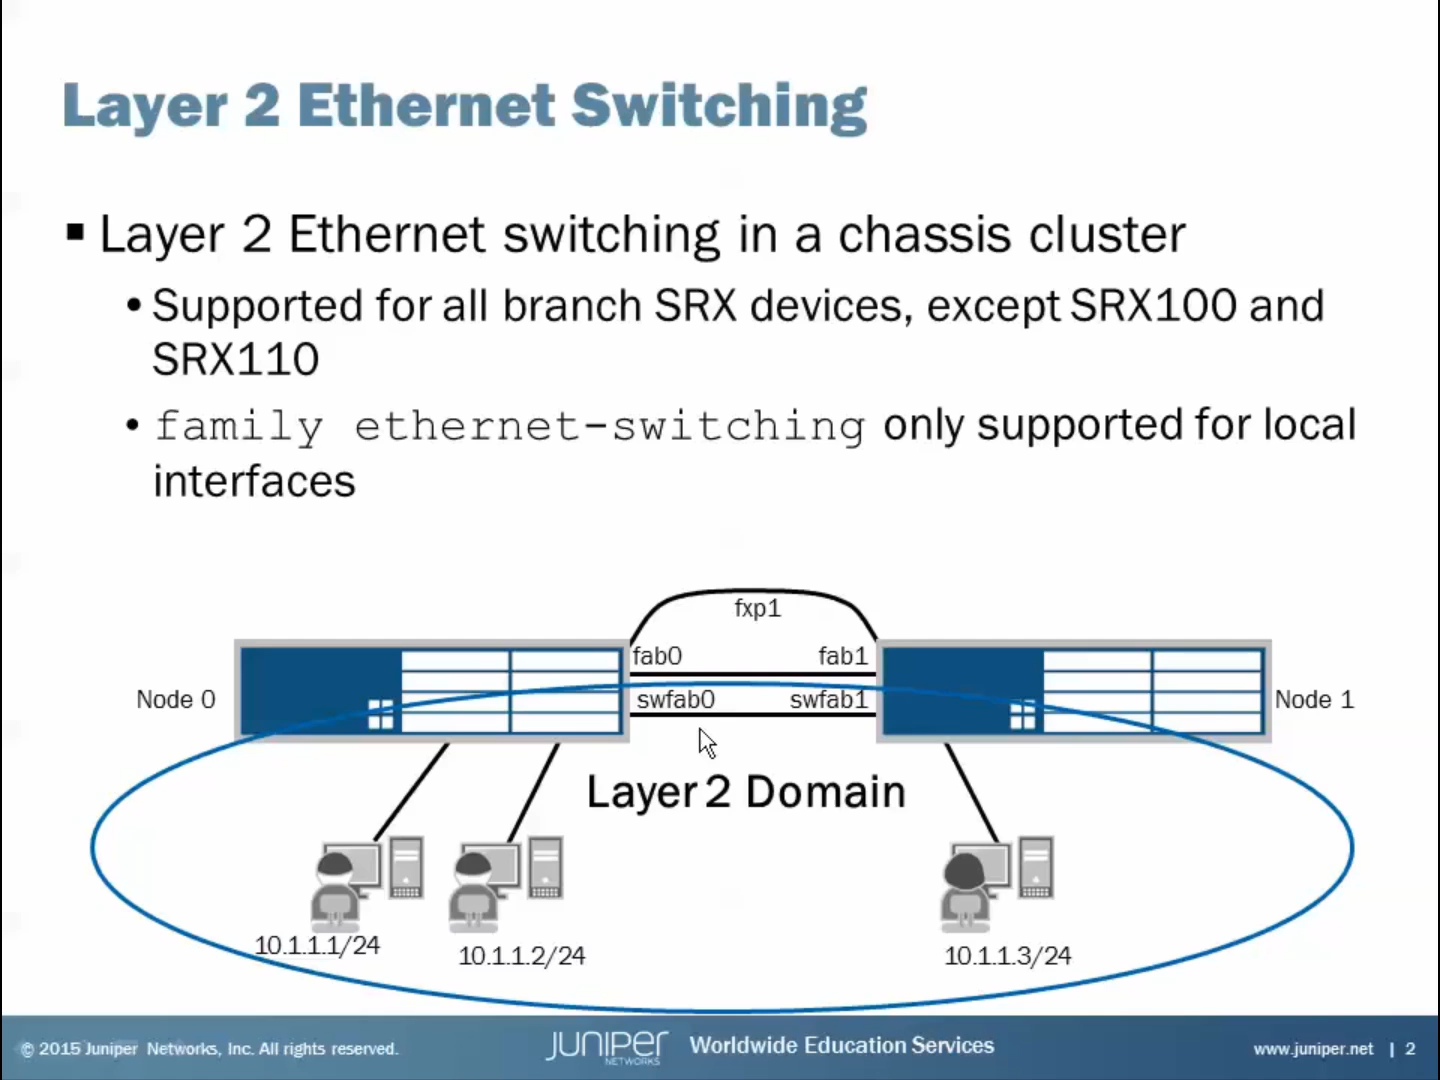 Layer 2 Ethernet Switching
▪ Layer 2 Ethernet switching in a chassis cluster
• Supported for all branch SRX devices, except SRX100 and
SRX110
• family ethernet-switching only supported for local
interfaces
fxp1
fab0 fab1
Node 0 swfab0 swfab1 Node 1
Layer 2 Domain
10.1.1.1/24 10.1.1.2/24 10.1.1.3/24
© 2015 Juniper Networks, Inc. All rights reserved. JUNIPER NETWORKS Worldwide Education Services www.juniper.net | 2